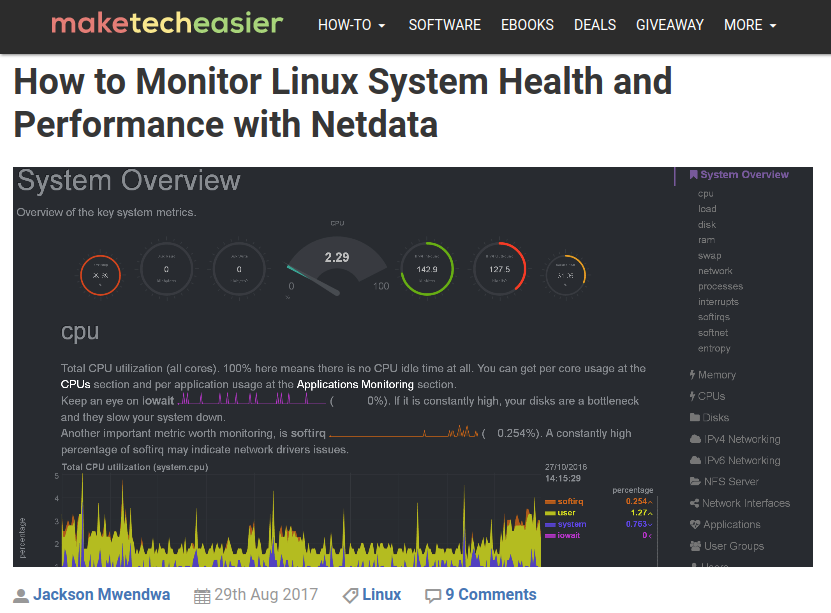 maketecheasier HOW-TO SOFTWARE EBOOKS DEALS GIVEAWAY MORE
How to Monitor Linux System Health and
Performance with Netdata
System Overview
Overview of the key system metrics.
CPU
2.29
0
0
142.9
127.5
0 100
%
cpu
Total CPU utilization (all cores). 100% here means there is no CPU idle time at all. You can get per core usage at the
CPUs section and per application usage at the Applications Monitoring section.
Keep an eye on iowait ( 0%). If it is constantly high, your disks are a bottleneck
and they slow your system down.
Another important metric worth monitoring, is softirq ( 0.254%). A constantly high
percentage of softirq may indicate network drivers issues.
Total CPU utilization (system.cpu)
27/10/2016
14:15:29
percentage
softirq 0.254
user 1.27
system 0.763
iowait 0
5
4
3
2
percentage
System Overview
cpu
load
disk
ram
swap
network
processes
interrupts
softirqs
softnet
entropy
Memory
CPUs
Disks
IPv4 Networking
IPv6 Networking
NFS Server
Network Interfaces
Applications
User Groups
Jackson Mwendwa 29th Aug 2017 Linux 9 Comments